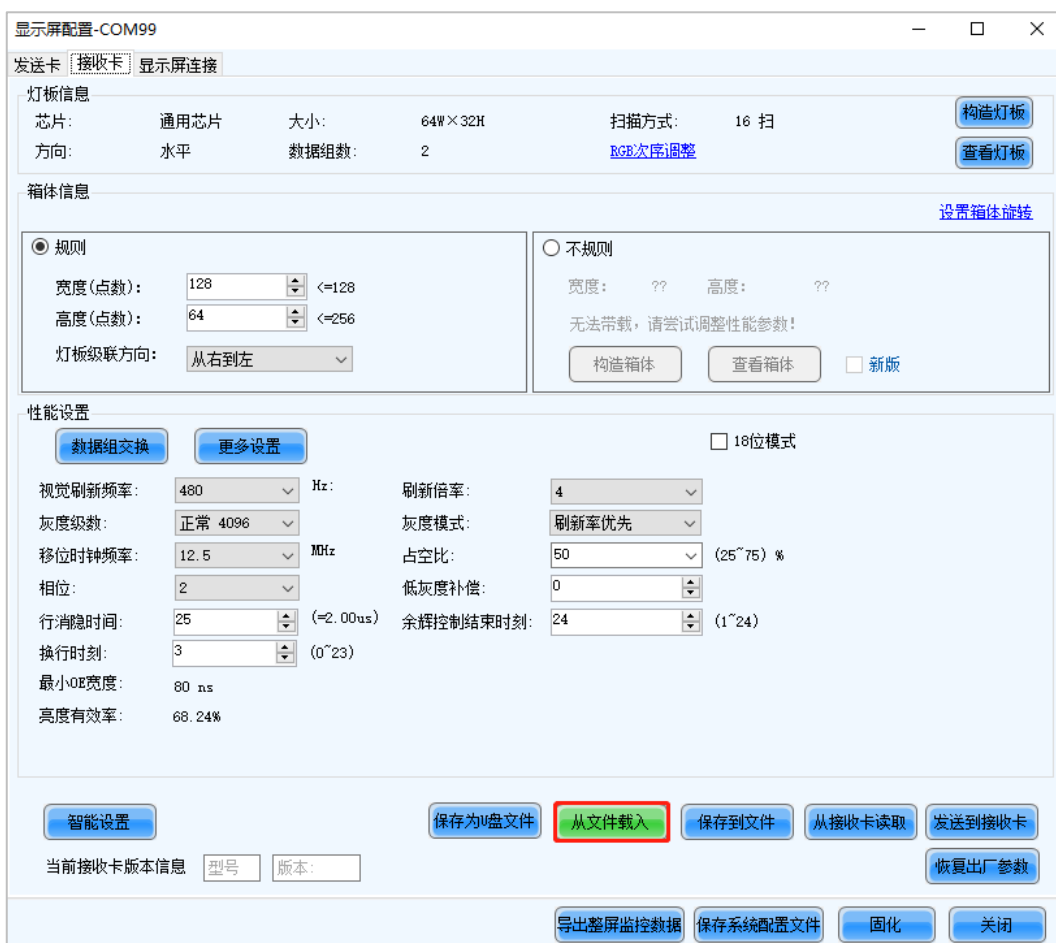 显示屏配置-COM99
发送卡 接收卡 显示屏连接
灯板信息
芯片: 通用芯片 大小: 64W×32H 扫描方式: 16 扫 构造灯板
方向: 水平 数据组数: 2 RGB次序调整 查看灯板
箱体信息
设置箱体旋转
规则 不规则
宽度(点数): 128 <=128 宽度: ?? 高度: ??
高度(点数): 64 <=256 无法带载,请尝试调整性能参数!
灯板级联方向: 从右到左 构造箱体 查看箱体 新版
性能设置
数据组交换 更多设置 18位模式
视觉刷新频率: 480 Hz: 刷新倍率: 4
灰度级数: 正常 4096 灰度模式: 刷新率优先
移位时钟频率: 12.5 MHz 占空比: 50 (25~75) %
相位: 2 低灰度补偿: 0
行消隐时间: 25 (=2.00us) 余辉控制结束时刻: 24 (1~24)
换行时刻: 3 (0~23)
最小OE宽度: 80 ns
亮度有效率: 68.24%
智能设置 保存为U盘文件 从文件载入 保存到文件 从接收卡读取 发送到接收卡
当前接收卡版本信息 型号 版本: 恢复出厂参数
导出整屏监控数据 保存系统配置文件 固化 关闭